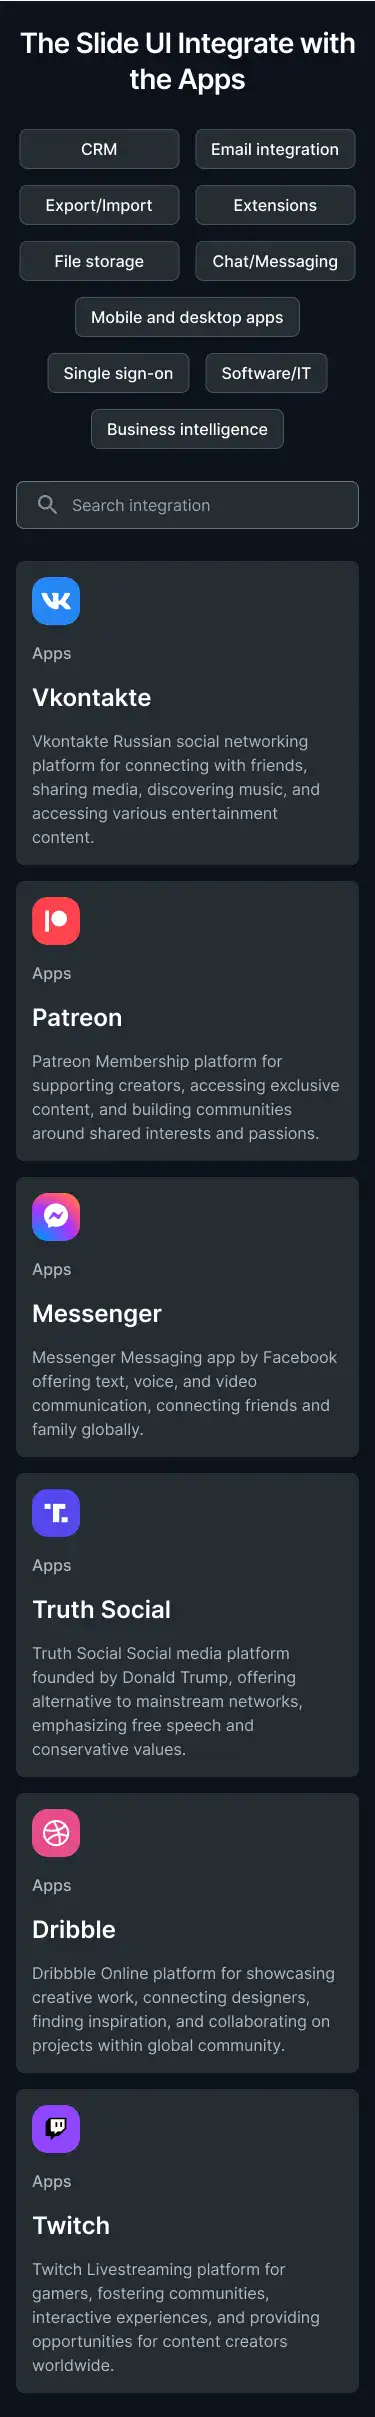 The Slide UI Integrate with
the Apps
CRM
Email integration
Export/Import
Extensions
File storage
Chat/Messaging
Mobile and desktop apps
Single sign-on
Software/IT
Business intelligence
Search integration
Apps
Vkontakte
Vkontakte Russian social networking
platform for connecting with friends,
sharing media, discovering music, and
accessing various entertainment
content.
Apps
Patreon
Patreon Membership platform for
supporting creators, accessing exclusive
content, and building communities
around shared interests and passions.
Apps
Messenger
Messenger Messaging app by Facebook
offering text, voice, and video
communication, connecting friends and
family globally.
Apps
Truth Social
Truth Social Social media platform
founded by Donald Trump, offering
alternative to mainstream networks,
emphasizing free speech and
conservative values.
Apps
Dribble
Dribbble Online platform for showcasing
creative work, connecting designers,
finding inspiration, and collaborating on
projects within global community.
Apps
Twitch
Twitch Livestreaming platform for
gamers, fostering communities,
interactive experiences, and providing
opportunities for content creators
worldwide.